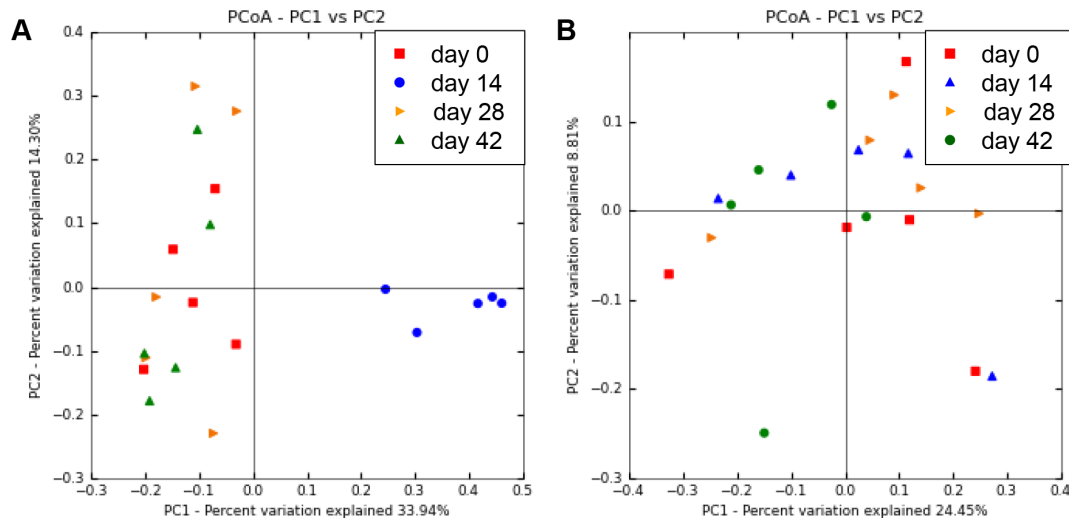 A
PCoA - PC1 vs PC2
day 0
day 14
day 28
day 42
PC2 - Percent variation explained 14.30%
0.4
0.3
0.2
0.1
0.0
−0.1
−0.2
−0.3
−0.3
−0.2
−0.1
0.0
0.1
0.2
0.3
0.4
0.5
PC1 - Percent variation explained 33.94%
B
PCoA - PC1 vs PC2
day 0
day 14
day 28
day 42
PC2 - Percent variation explained 8.81%
0.1
0.0
−0.1
−0.2
−0.3
−0.4
−0.3
−0.2
−0.1
0.0
0.1
0.2
0.3
0.4
PC1 - Percent variation explained 24.45%